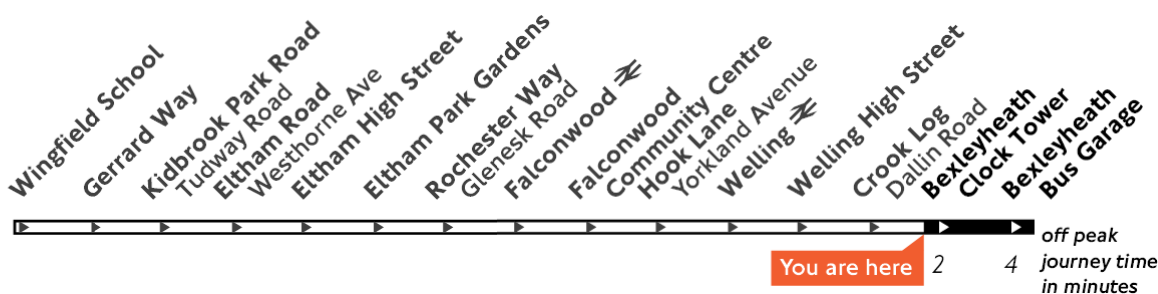 Wingfield School
Gerrard Way
Kidbrook Park Road
Tudway Road
Eltham Road
Westhorne Ave
Eltham High Street
Eltham Park Gardens
Rochester Way
Glenesk Road
Falconwood
Falconwood
Community Centre
Hook Lane
Yorkland Avenue
Welling
Welling High Street
Crook Log
Dallin Road
Bexleyheath
Clock Tower
Bexleyheath
Bus Garage
You are here
2
4
off peak
journey time
in minutes